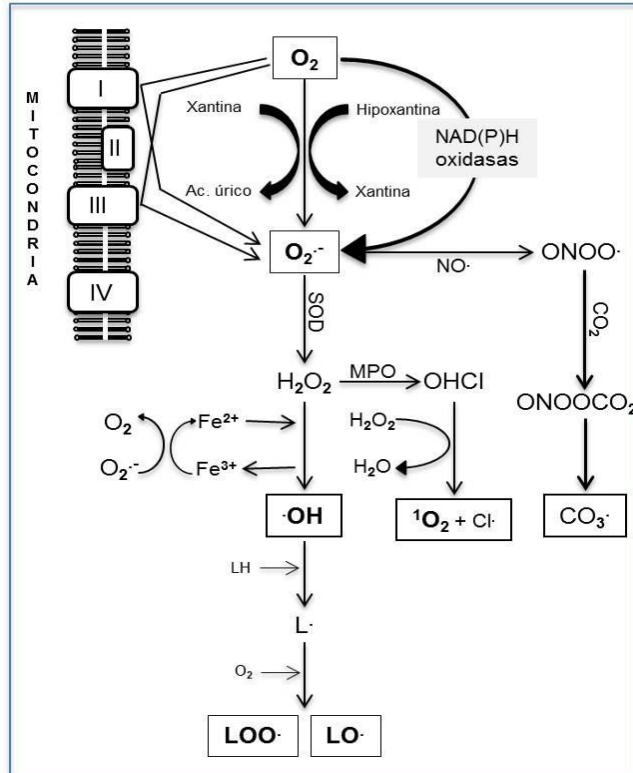 MITOCONDRIA
I
II
III
IV
O₂
Xantina
Hipoxantina
NAD(P)H
oxidasas
Ac. úrico
Xantina
O₂·⁻
NO·
ONOO·
SOD
CO₂
H₂O₂
MPO
OHCl
ONOOCO₂
O₂
Fe²⁺
H₂O₂
O₂·⁻
Fe³⁺
H₂O
·OH
¹O₂ + Cl·
CO₃·
LH
L·
O₂
LOO·
LO·